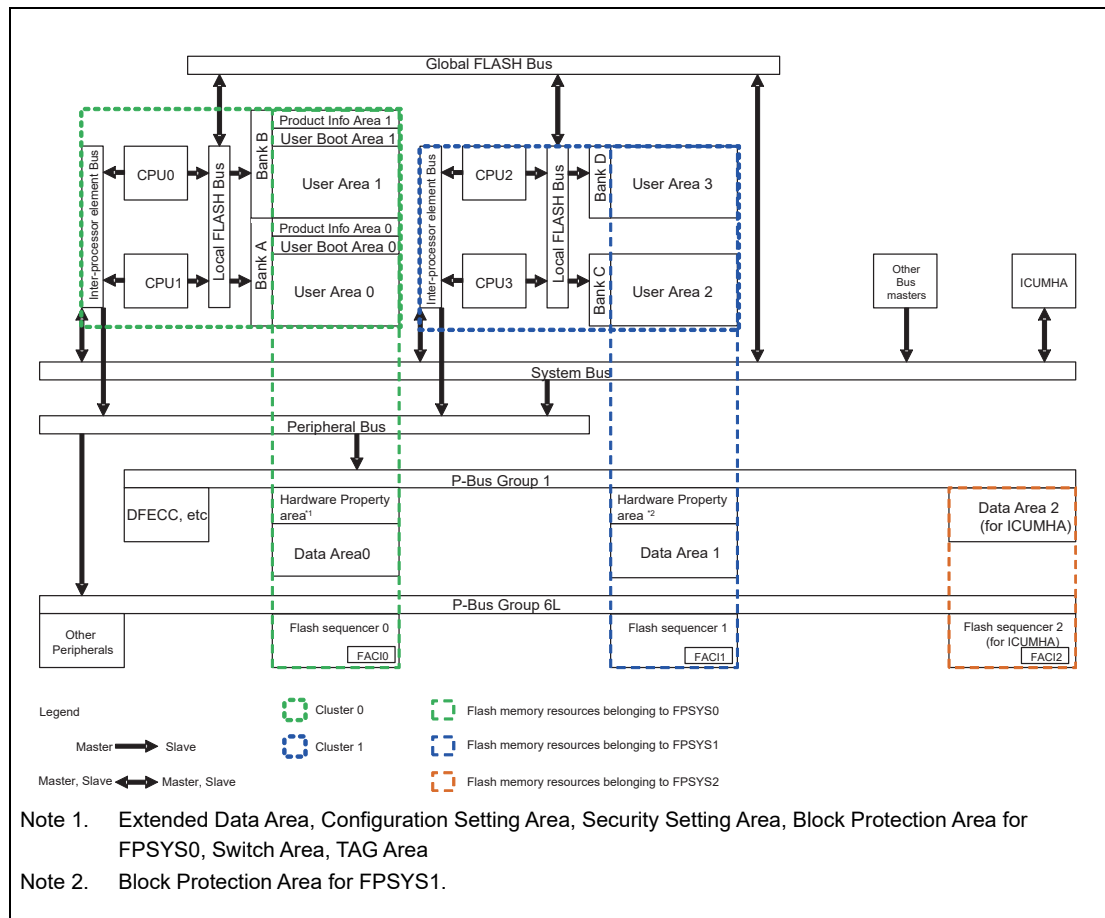 Global FLASH Bus
Product Info Area 1
User Boot Area 1
User Area 1
Bank B
Product Info Area 0
User Boot Area 0
User Area 0
Bank A
Inter-processor element Bus
CPU0
CPU1
Local FLASH Bus
Inter-processor element Bus
CPU2
CPU3
Local FLASH Bus
Bank D
User Area 3
Bank C
User Area 2
Other
Bus
masters
ICUMHA
System Bus
Peripheral Bus
P-Bus Group 1
DFECC, etc
Hardware Property
area*1
Data Area0
Hardware Property
area *2
Data Area 1
Data Area 2
(for ICUMHA)
P-Bus Group 6L
Other
Peripherals
Flash sequencer 0
FACI0
Flash sequencer 1
FACI1
Flash sequencer 2
(for ICUMHA)
FACI2
Legend
Master Slave
Master, Slave Master, Slave
Cluster 0
Cluster 1
Flash memory resources belonging to FPSYS0
Flash memory resources belonging to FPSYS1
Flash memory resources belonging to FPSYS2
Note 1. Extended Data Area, Configuration Setting Area, Security Setting Area, Block Protection Area for
FPSYS0, Switch Area, TAG Area
Note 2. Block Protection Area for FPSYS1.